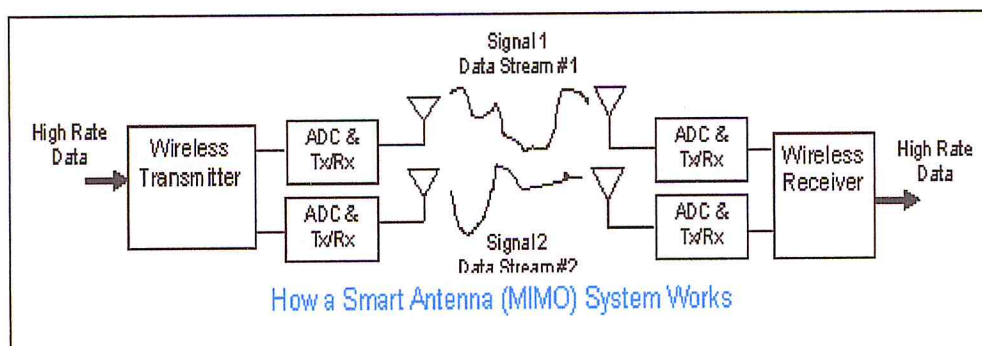 Signal 1
Data Stream #1
High Rate
Data
Wireless
Transmitter
ADC &
Tx/Rx
ADC &
Tx/Rx
Signal 2
Data Stream #2
ADC &
Tx/Rx
ADC &
Tx/Rx
Wireless
Receiver
High Rate
Data
How a Smart Antenna (MIMO) System Works